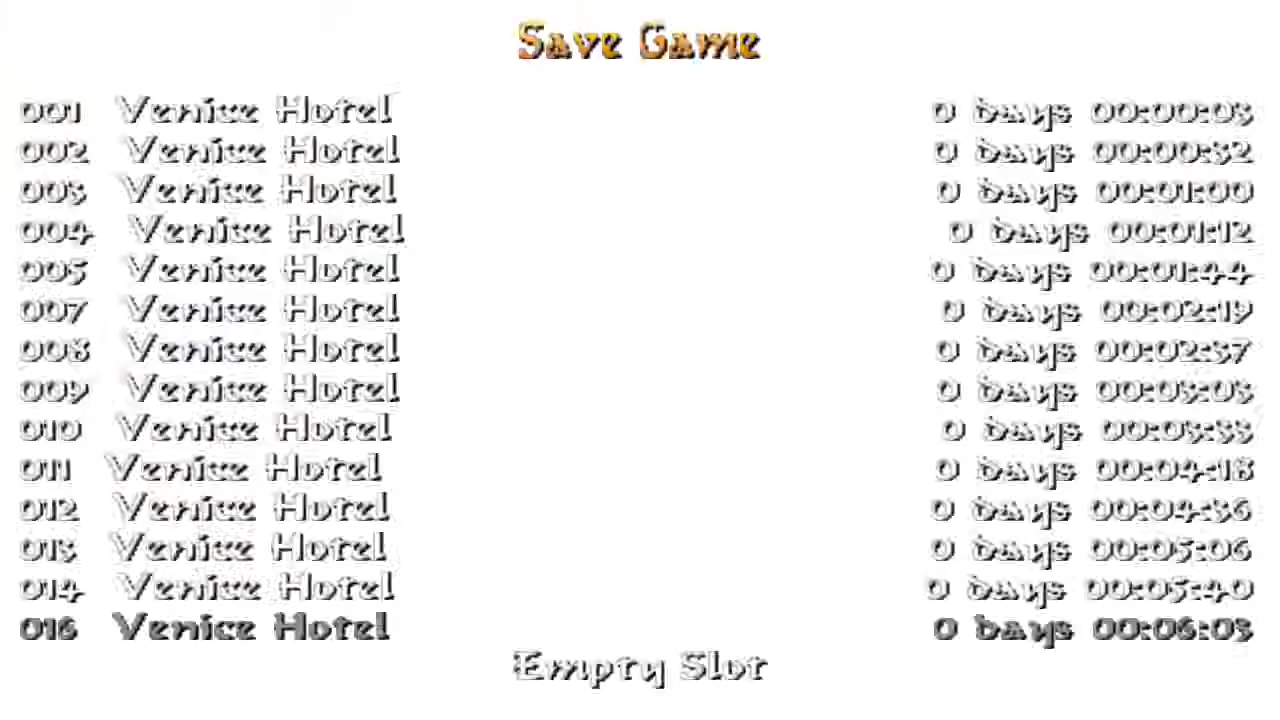 Save Game
001 Venice Hotel 0 days 00:00:03
002 Venice Hotel 0 days 00:00:32
003 Venice Hotel 0 days 00:01:00
004 Venice Hotel 0 days 00:01:12
005 Venice Hotel 0 days 00:01:44
007 Venice Hotel 0 days 00:02:19
008 Venice Hotel 0 days 00:02:37
009 Venice Hotel 0 days 00:03:03
010 Venice Hotel 0 days 00:03:33
011 Venice Hotel 0 days 00:04:18
012 Venice Hotel 0 days 00:04:36
013 Venice Hotel 0 days 00:05:06
014 Venice Hotel 0 days 00:05:40
016 Venice Hotel 0 days 00:06:03
Empty Slot